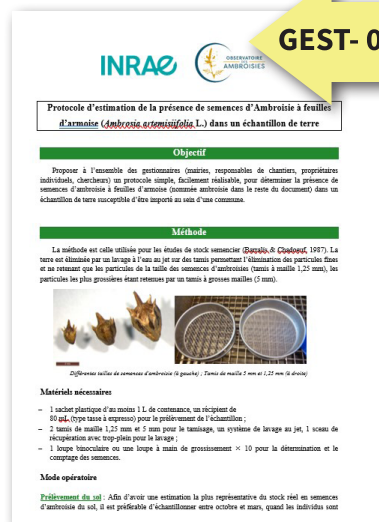 GEST- 0
INRAE
OBSERVATOIRE
DES
AMBROISIES
Protocole d'estimation de la présence de semences d'Ambroisie à feuilles
d'armoise (Ambrosia artemisiifolia L.) dans un échantillon de terre
Objectif
Proposer à l'ensemble des gestionnaires (mairies, responsables de chantiers, propriétaires
individuels, chercheurs) un protocole simple, facilement réalisable, pour déterminer la présence de
semences d'ambroisie à feuilles d'armoise (nommée ambroisie dans le reste du document) dans un
échantillon de terre susceptible d'être importé au sein d'une commune.
Méthode
La méthode est celle utilisée pour les études de stock semencier (Barralis & Chadoeuf, 1987). La
terre est éliminée par un lavage à l'eau au jet sur des tamis permettant l'élimination des particules fines
et ne retenant que les particules de la taille des semences d'ambroisies (tamis à maille 1,25 mm), les
particules les plus grossières étant retenues par un tamis à grosses mailles (5 mm).
Différentes tailles de semences d'ambroisie (à gauche) ; Tamis de maille 5 mm et 1,25 mm (à droite)
Matériels nécessaires
– 1 sachet plastique d'au moins 1 L de contenance, un récipient de
80 mL (type tasse à expresso) pour le prélèvement de l'échantillon ;
– 2 tamis de maille 1,25 mm et 5 mm pour le tamisage, un système de lavage au jet, 1 sceau de
récupération avec trop-plein pour le lavage ;
– 1 loupe binoculaire ou une loupe à main de grossissement × 10 pour la détermination et le
comptage des semences.
Mode opératoire
Prélèvement du sol : Afin d'avoir une estimation la plus représentative du stock réel en semences
d'ambroisie du sol, il est préférable d'échantillonner entre octobre et mars, quand les individus sont